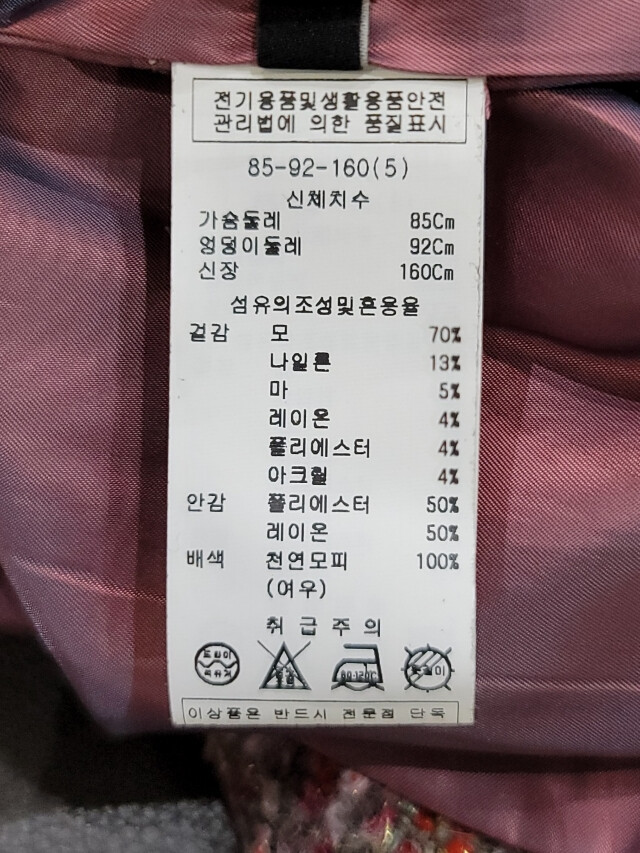 전기용품및생활용품안전
관리법에 의한 품질표시
85-92-160(5)
신체치수
가슴둘레 85Cm
엉덩이둘레 92Cm
신장 160Cm
섬유의조성및혼용율
겉감 모 70%
나일론 13%
마 5%
레이온 4%
폴리에스터 4%
아크릴 4%
안감 폴리에스터 50%
레이온 50%
배색 천연모피 100%
(여우)
취급주의
드라이
석유계
80-120℃
이상품은 반드시 전문점 단독